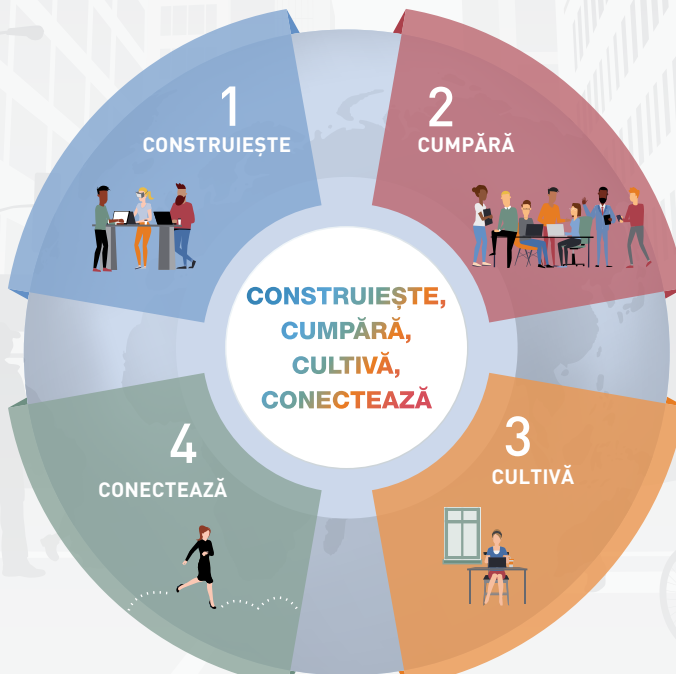 1
CONSTRUIEȘTE
2
CUMPĂRĂ
CONSTRUIEȘTE,
CUMPĂRĂ,
CULTIVĂ,
CONECTEAZĂ
3
CULTIVĂ
4
CONECTEAZĂ